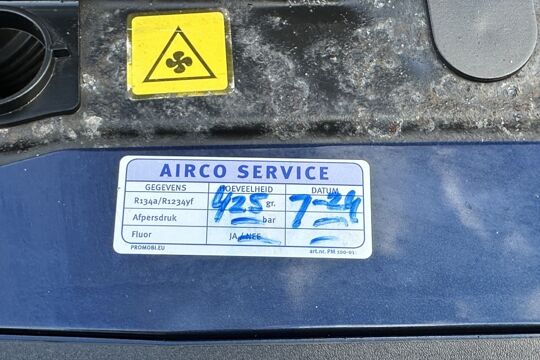 AIRCO SERVICE
GEGEVENS HOEVEELHEID DATUM
R134a/R1234yf 425 gr. 7-24
Afpersdruk — bar —
Fluor JA/NEE —
PROMOBI.EU art.nr. PM 100-01